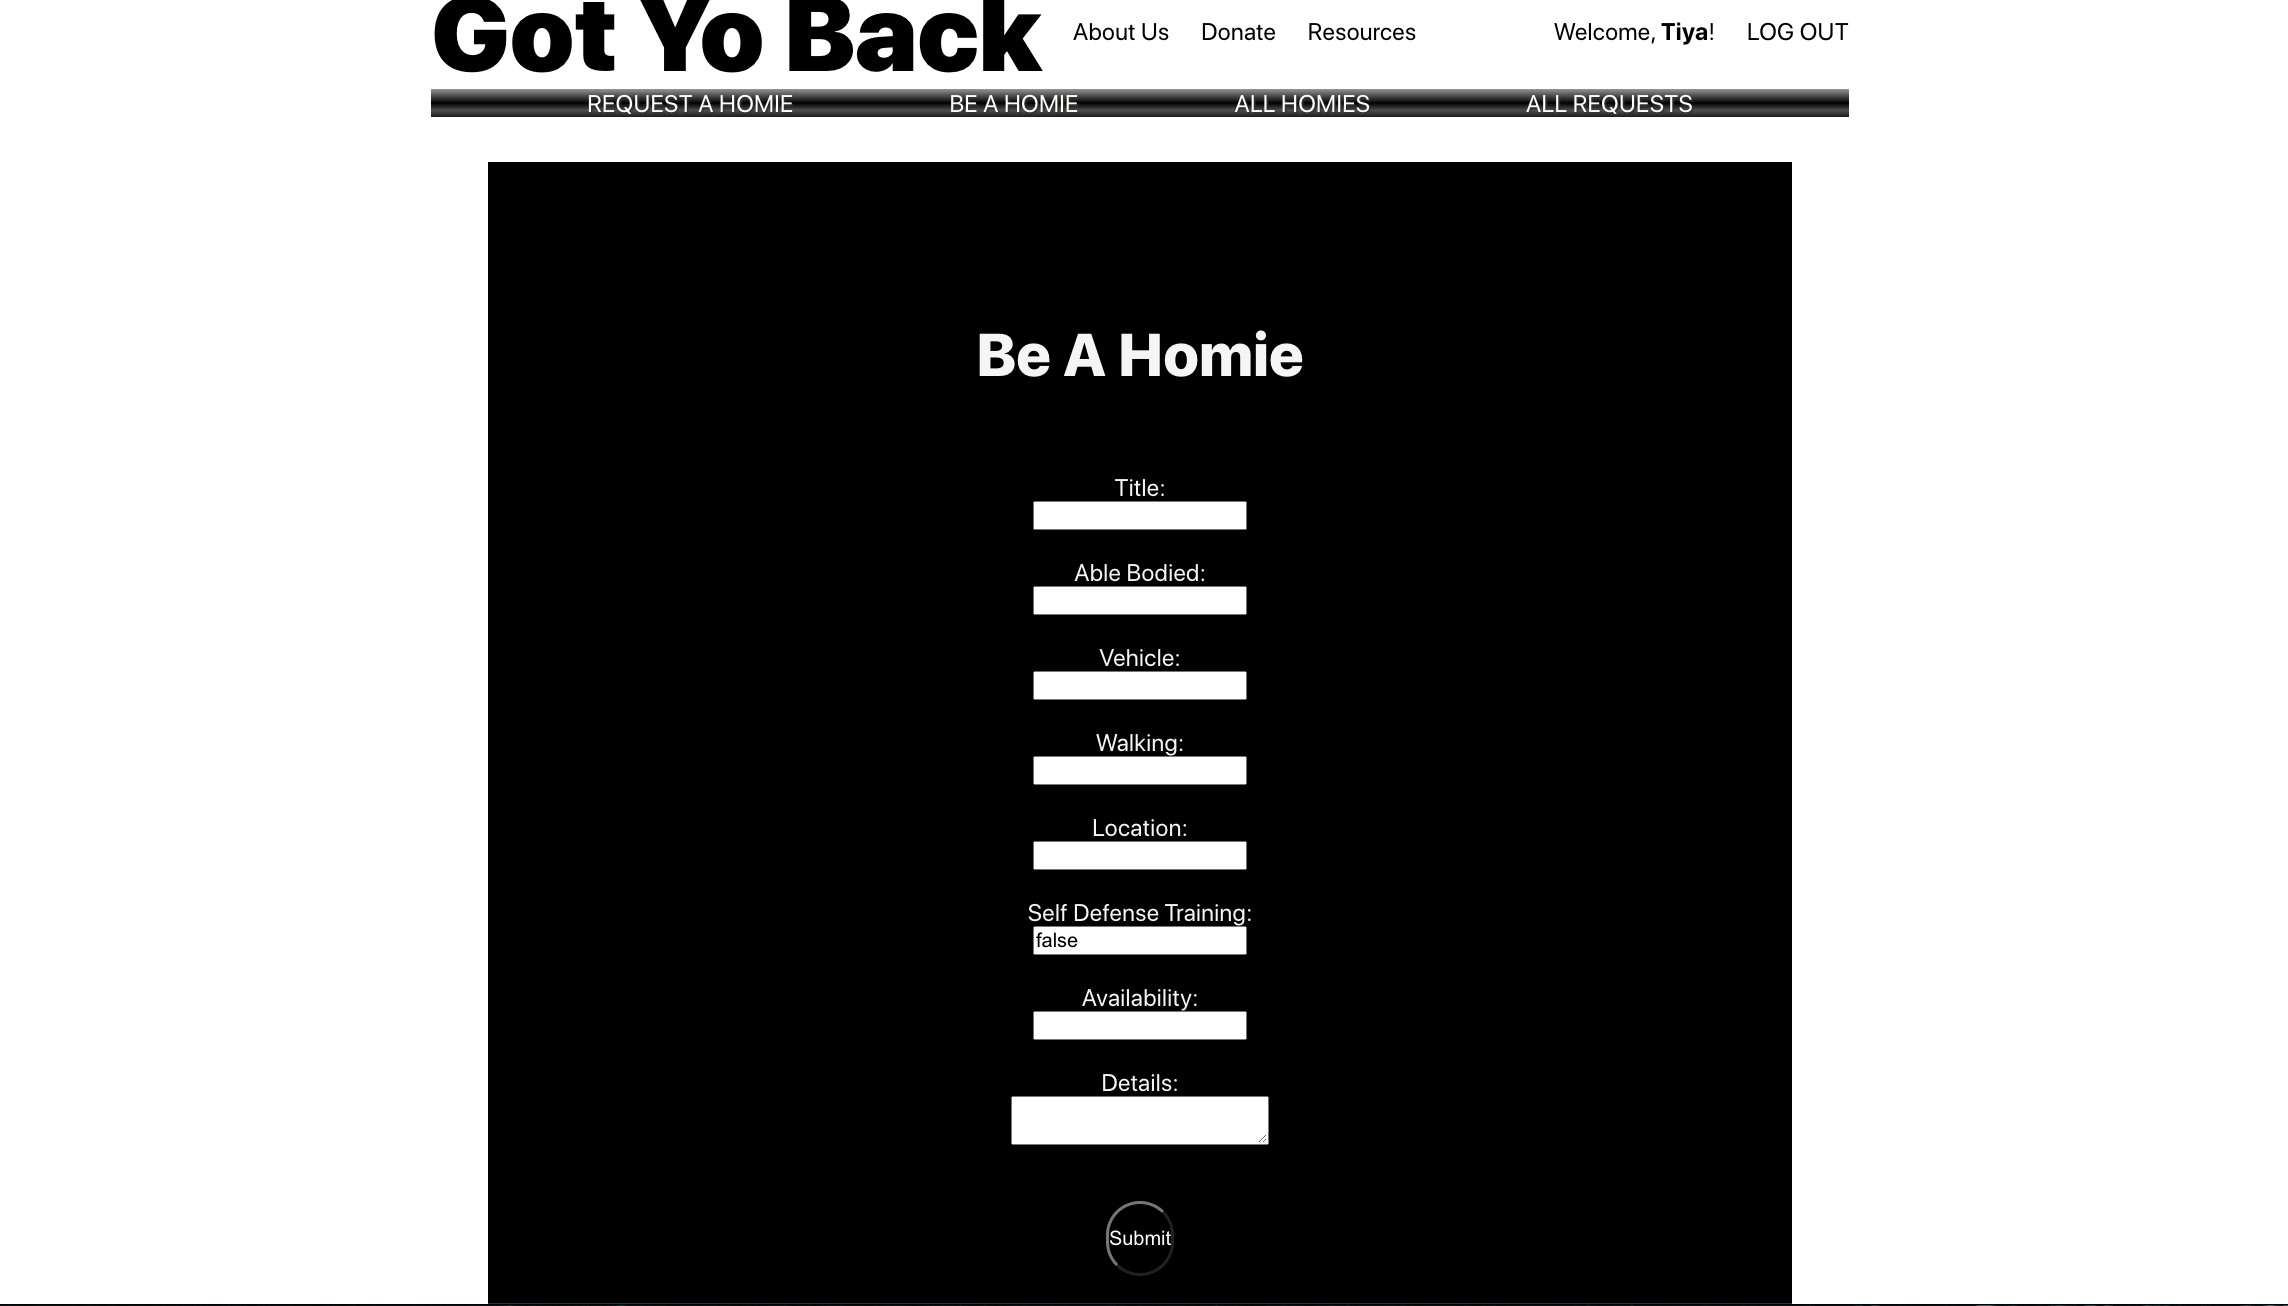 Got Yo Back About Us Donate Resources Welcome, Tiya! LOG OUT
REQUEST A HOMIE BE A HOMIE ALL HOMIES ALL REQUESTS
Be A Homie
Title:
Able Bodied:
Vehicle:
Walking:
Location:
Self Defense Training:
false
Availability:
Details:
Submit